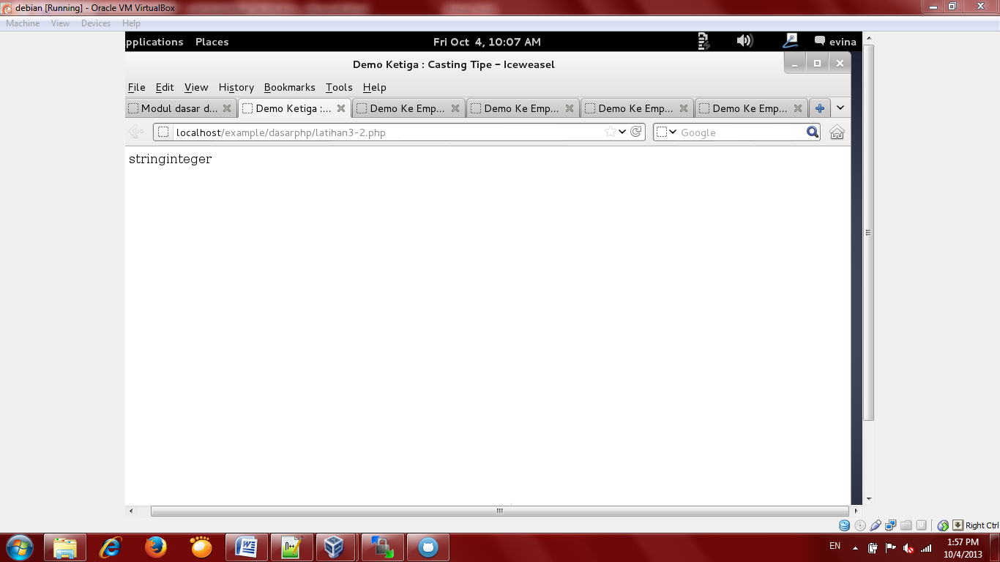 debian [Running] - Oracle VM VirtualBox
Machine View Devices Help
pplications Places Fri Oct 4, 10:07 AM evina
Demo Ketiga : Casting Tipe – Iceweasel
File Edit View History Bookmarks Tools Help
Modul dasar d... Demo Ketiga :... Demo Ke Emp... Demo Ke Emp... Demo Ke Emp... Demo Ke Emp...
localhost/example/dasarphp/latihan3-2.php Google
stringinteger
Right Ctrl
EN 1:57 PM
10/4/2013